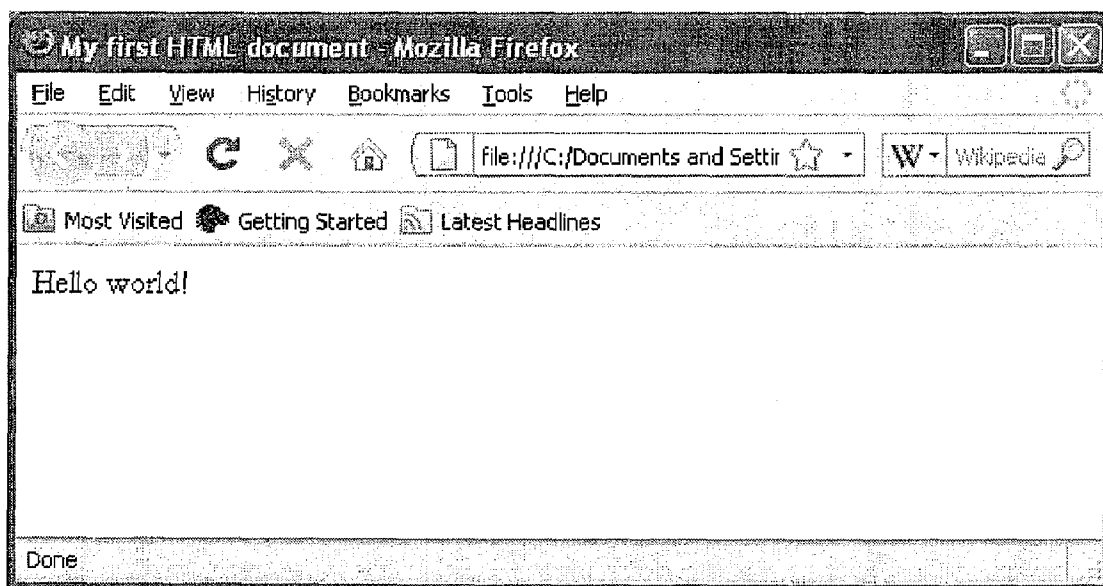 My first HTML document - Mozilla Firefox
File Edit View History Bookmarks Tools Help
file:///C:/Documents and Settin W Wikipedia
Most Visited Getting Started Latest Headlines
Hello world!
Done